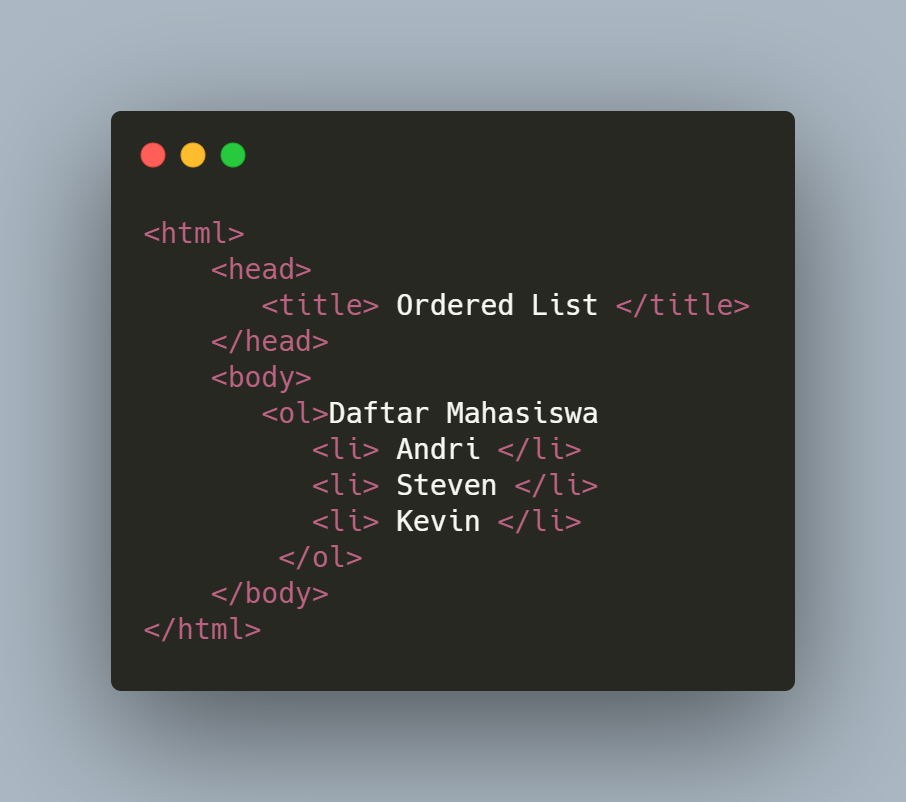 <html>
    <head>
       <title> Ordered List </title>
    </head>
    <body>
       <ol>Daftar Mahasiswa
          <li> Andri </li>
          <li> Steven </li>
          <li> Kevin </li>
        </ol>
    </body>
</html>